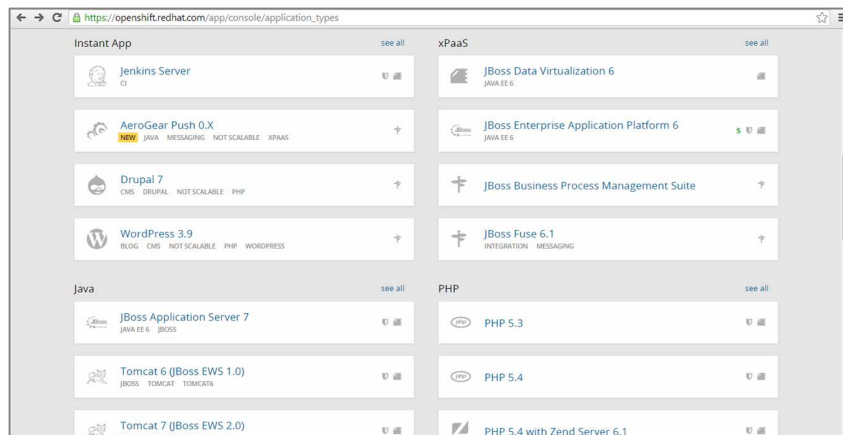 https://openshift.redhat.com/app/console/application_types
Instant App see all
Jenkins Server
CI
AeroGear Push 0.X
NEW JAVA MESSAGING NOT SCALABLE XPAAS
Drupal 7
CMS DRUPAL NOT SCALABLE PHP
WordPress 3.9
BLOG CMS NOT SCALABLE PHP WORDPRESS
xPaaS see all
JBoss Data Virtualization 6
JAVA EE 6
JBoss
JBoss Enterprise Application Platform 6
JAVA EE 6
$
JBoss Business Process Management Suite
JBoss Fuse 6.1
INTEGRATION MESSAGING
Java see all
JBoss
JBoss Application Server 7
JAVA EE 6 JBOSS
Tomcat 6 (JBoss EWS 1.0)
JBOSS TOMCAT TOMCAT6
Tomcat 7 (JBoss EWS 2.0)
PHP see all
php PHP 5.3
php PHP 5.4
PHP 5.4 with Zend Server 6.1